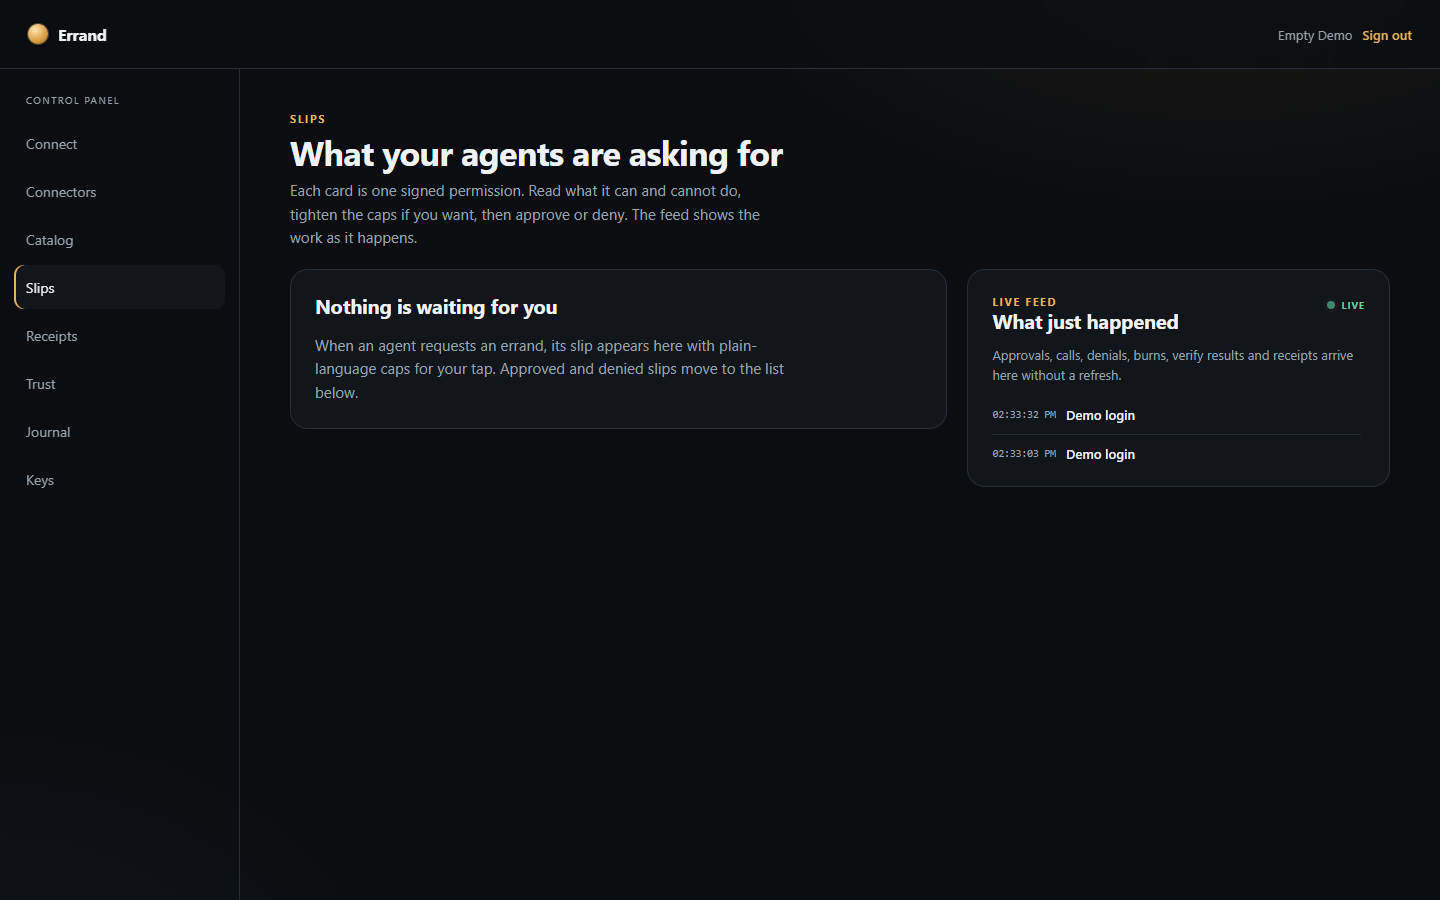 Errand
Empty Demo Sign out
CONTROL PANEL
Connect
Connectors
Catalog
Slips
Receipts
Trust
Journal
Keys
SLIPS
What your agents are asking for
Each card is one signed permission. Read what it can and cannot do,
tighten the caps if you want, then approve or deny. The feed shows the
work as it happens.
Nothing is waiting for you
When an agent requests an errand, its slip appears here with plain-
language caps for your tap. Approved and denied slips move to the list
below.
LIVE FEED
LIVE
What just happened
Approvals, calls, denials, burns, verify results and receipts arrive
here without a refresh.
02:33:32 PM Demo login
02:33:03 PM Demo login